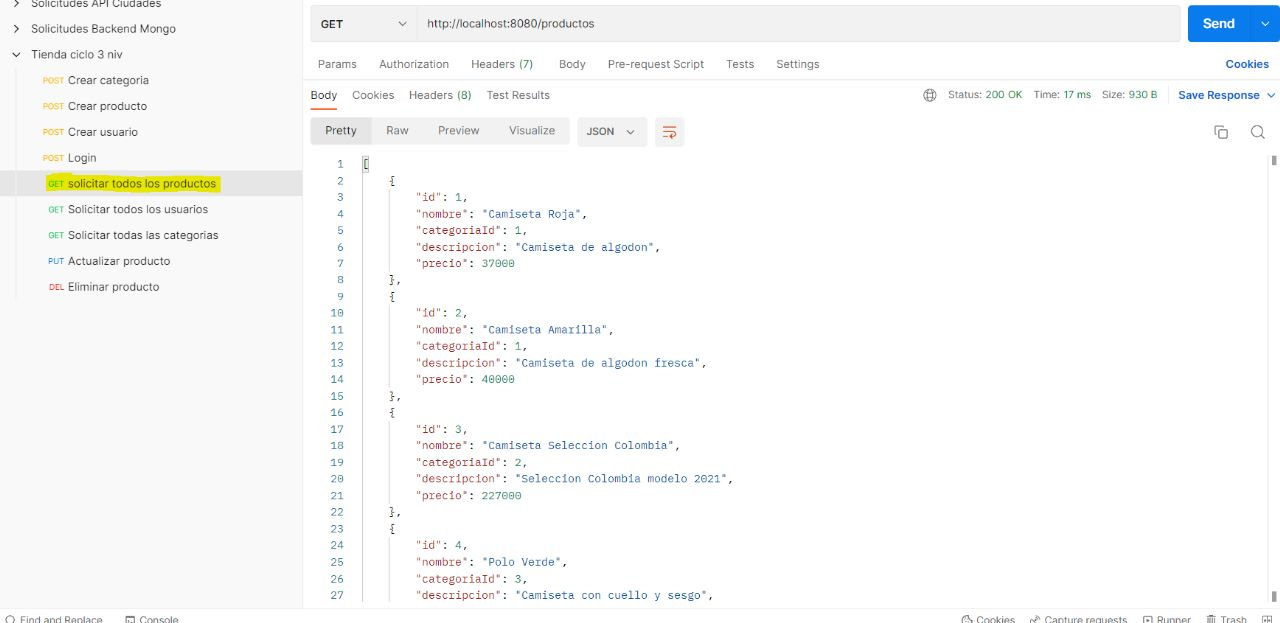 Solicitudes API Ciudades
Solicitudes Backend Mongo
Tienda ciclo 3 niv
POST Crear categoria
POST Crear producto
POST Crear usuario
POST Login
GET solicitar todos los productos
GET Solicitar todos los usuarios
GET Solicitar todas las categorias
PUT Actualizar producto
DEL Eliminar producto
GET http://localhost:8080/productos Send
Params Authorization Headers (7) Body Pre-request Script Tests Settings Cookies
Body Cookies Headers (8) Test Results Status: 200 OK Time: 17 ms Size: 930 B Save Response
Pretty Raw Preview Visualize JSON
1 [
2 {
3 "id": 1,
4 "nombre": "Camiseta Roja",
5 "categoriaId": 1,
6 "descripcion": "Camiseta de algodon",
7 "precio": 37000
8 },
9 {
10 "id": 2,
11 "nombre": "Camiseta Amarilla",
12 "categoriaId": 1,
13 "descripcion": "Camiseta de algodon fresca",
14 "precio": 40000
15 },
16 {
17 "id": 3,
18 "nombre": "Camiseta Seleccion Colombia",
19 "categoriaId": 2,
20 "descripcion": "Seleccion Colombia modelo 2021",
21 "precio": 227000
22 },
23 {
24 "id": 4,
25 "nombre": "Polo Verde",
26 "categoriaId": 3,
27 "descripcion": "Camiseta con cuello y sesgo",
Find and Replace Console Cookies Capture requests Runner Trash